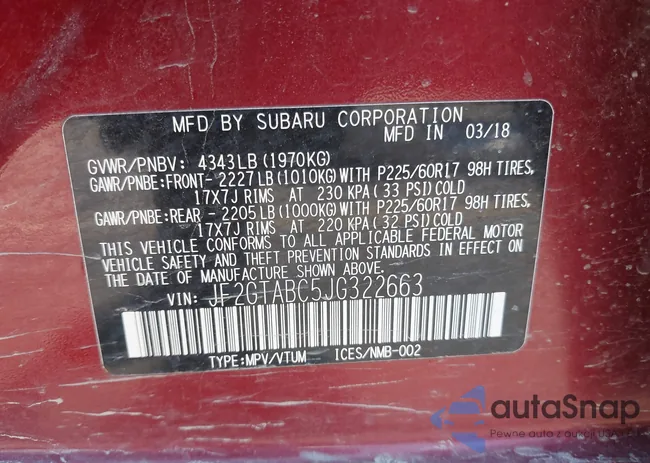 MFD BY SUBARU CORPORATION
MFD IN 03/18
GVWR/PNBV: 4343LB (1970KG)
GAWR/PNBE:FRONT- 2227LB (1010KG)WITH P225/60R17 98H TIRES,
17X7J RIMS AT 230 KPA (33 PSI)COLD
GAWR/PNBE:REAR - 2205LB (1000KG)WITH P225/60R17 98H TIRES,
17X7J RIMS AT 220 KPA (32 PSI)COLD
THIS VEHICLE CONFORMS TO ALL APPLICABLE FEDERAL MOTOR
VEHICLE SAFETY AND THEFT PREVENTION STANDARDS IN EFFECT ON
THE DATE OF MANUFACTURE SHOWN ABOVE.
VIN: JF2GTABC5JG322663
TYPE:MPV/VTUM ICES/NMB-002
autaSnap
Pewne auto z aukcji w USA